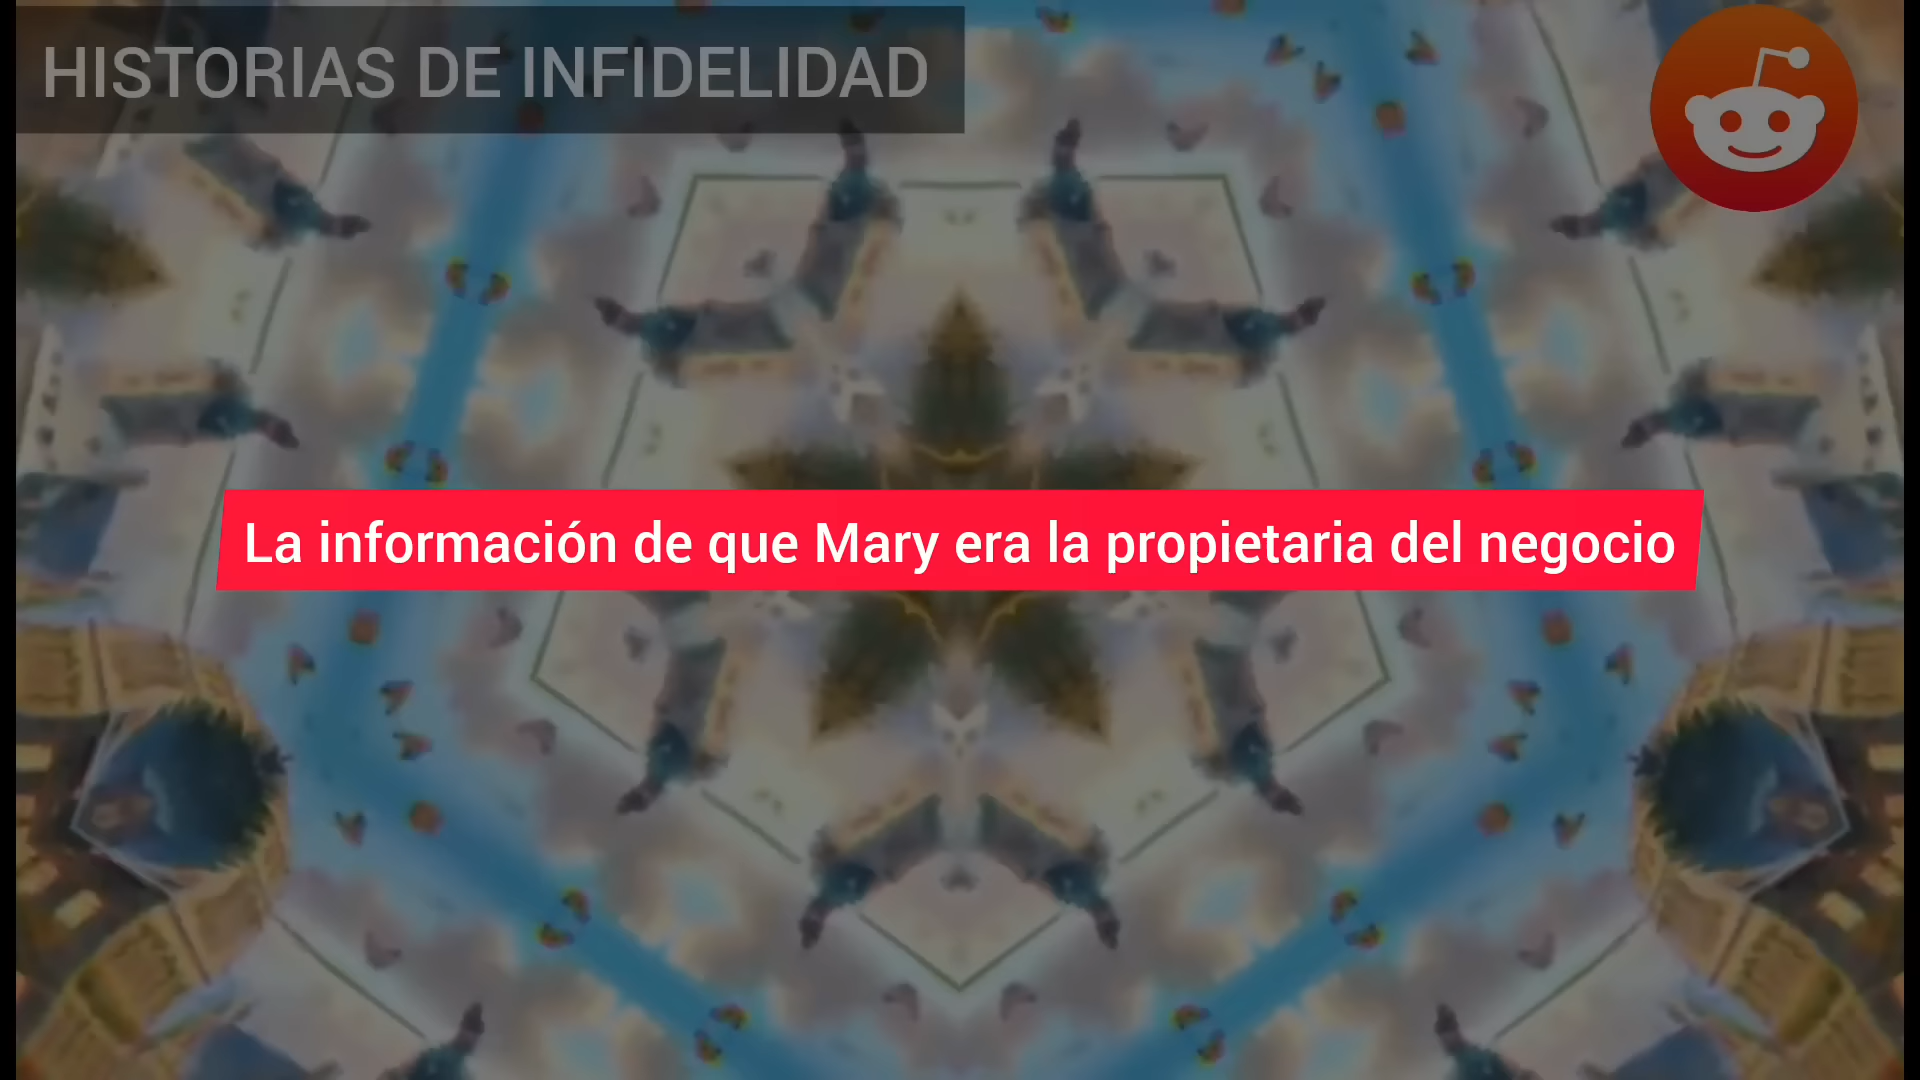 HISTORIAS DE INFIDELIDAD
La información de que Mary era la propietaria del negocio